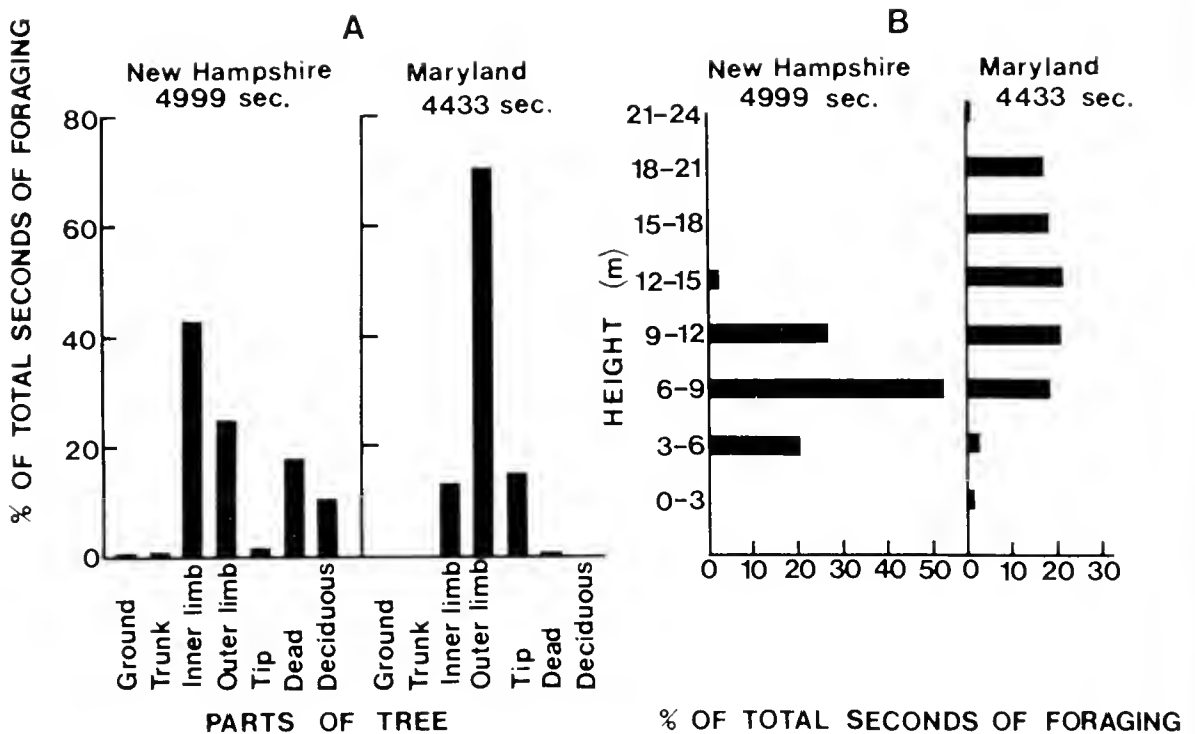 A
New Hampshire
4999 sec.
Maryland
4433 sec.
% OF TOTAL SECONDS OF FORAGING
80
60
40
20
0
Ground
Trunk
Inner limb
Outer limb
Tip
Dead
Deciduous
Ground
Trunk
Inner limb
Outer limb
Tip
Dead
Deciduous
PARTS OF TREE
B
New Hampshire
4999 sec.
Maryland
4433 sec.
HEIGHT (m)
21-24
18-21
15-18
12-15
9-12
6-9
3-6
0-3
0 10 20 30 40 50
0 10 20 30
% OF TOTAL SECONDS OF FORAGING